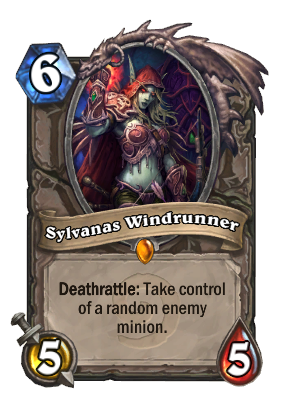 6
Sylvanas Windrunner
Deathrattle: Take control
of a random enemy
minion.
5
5